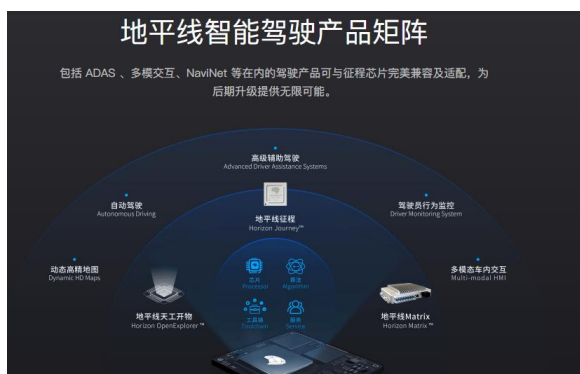 地平线智能驾驶产品矩阵
包括 ADAS 、多模交互、NaviNet 等在内的驾驶产品可与征程芯片完美兼容及适配，为
后期升级提供无限可能。
高级辅助驾驶
Advanced Driver Assistance Systems
自动驾驶
Autonomous Driving
驾驶员行为监控
Driver Monitoring System
地平线征程
Horizon Journey™
动态高精地图
Dynamic HD Maps
多模态车内交互
Multi-modal HMI
芯片
Processor
算法
Algorithm
工具链
Toolchain
服务
Service
地平线天工开物
Horizon OpenExplorer™
地平线Matrix
Horizon Matrix™